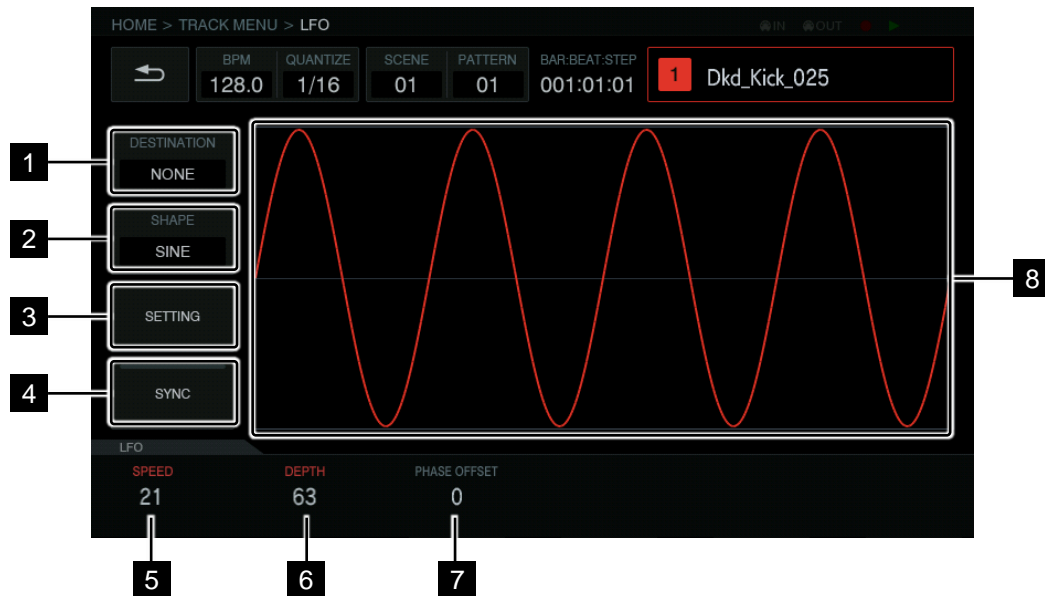 HOME > TRACK MENU > LFO
IN OUT
BPM QUANTIZE SCENE PATTERN BAR:BEAT:STEP
128.0 1/16 01 01 001:01:01 1 Dkd_Kick_025
1 DESTINATION
NONE
2 SHAPE
SINE
8
3 SETTING
4 SYNC
LFO
SPEED DEPTH PHASE OFFSET
21 63 0
5 6 7